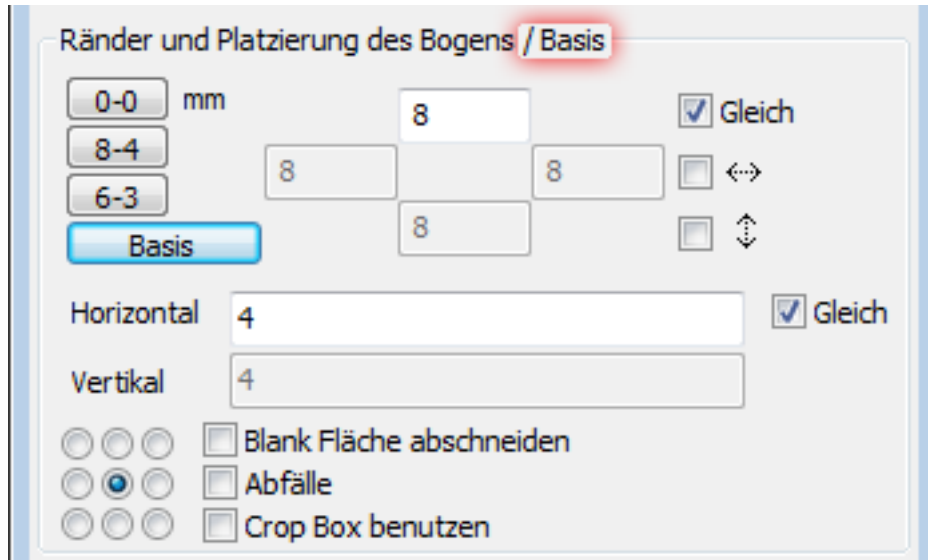 Ränder und Platzierung des Bogens / Basis
0-0 mm 8 Gleich
8-4
8 8
6-3
8
Basis
Horizontal 4 Gleich
Vertikal 4
Blank Fläche abschneiden
Abfälle
Crop Box benutzen